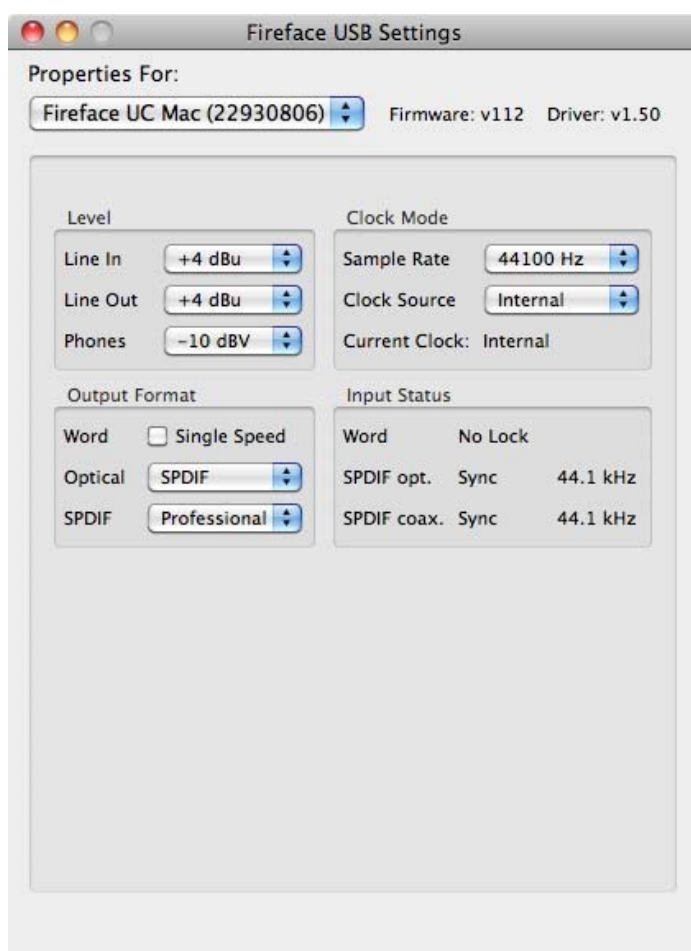 Fireface USB Settings
Properties For:
Fireface UC Mac (22930806) Firmware: v112 Driver: v1.50
Level
Line In +4 dBu
Line Out +4 dBu
Phones -10 dBV
Clock Mode
Sample Rate 44100 Hz
Clock Source Internal
Current Clock: Internal
Output Format
Word Single Speed
Optical SPDIF
SPDIF Professional
Input Status
Word No Lock
SPDIF opt. Sync 44.1 kHz
SPDIF coax. Sync 44.1 kHz